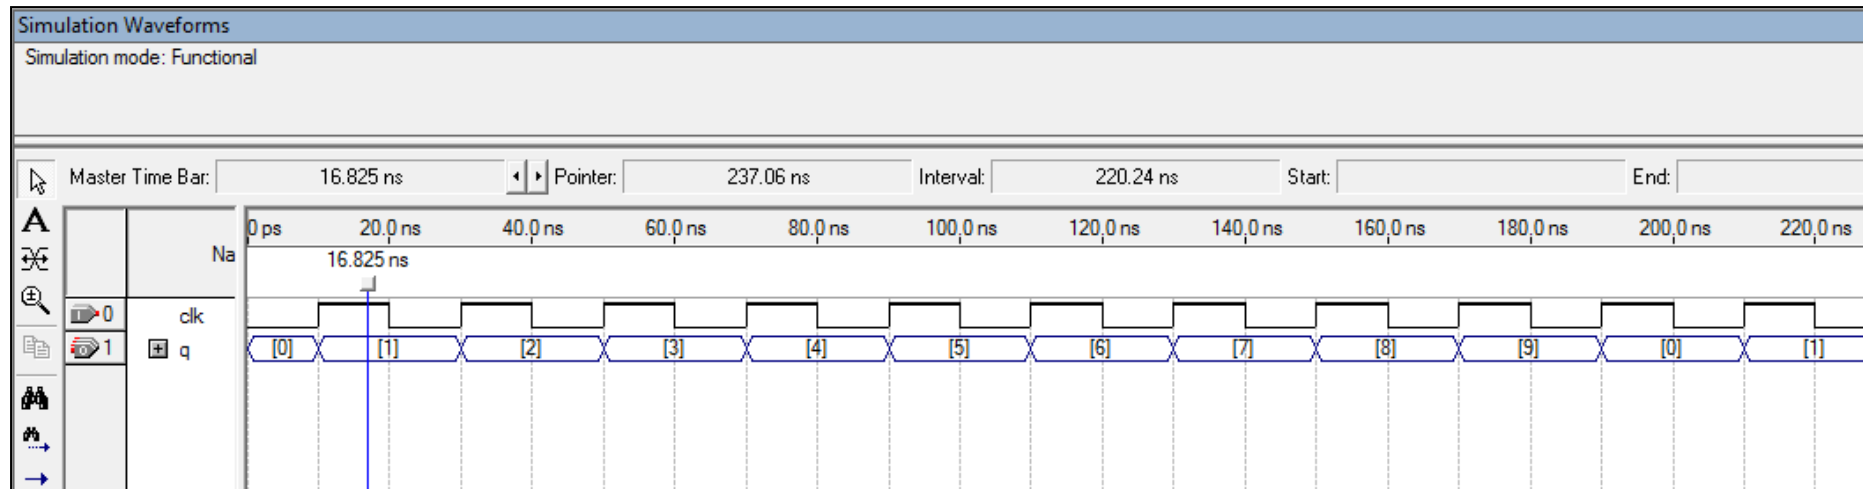 Simulation Waveforms
Simulation mode: Functional
Master Time Bar: 16.825 ns Pointer: 237.06 ns Interval: 220.24 ns Start: End:
A
0 ps 20.0 ns 40.0 ns 60.0 ns 80.0 ns 100.0 ns 120.0 ns 140.0 ns 160.0 ns 180.0 ns 200.0 ns 220.0 ns
Na 16.825 ns
0 clk
1 q [0] [1] [2] [3] [4] [5] [6] [7] [8] [9] [0] [1]